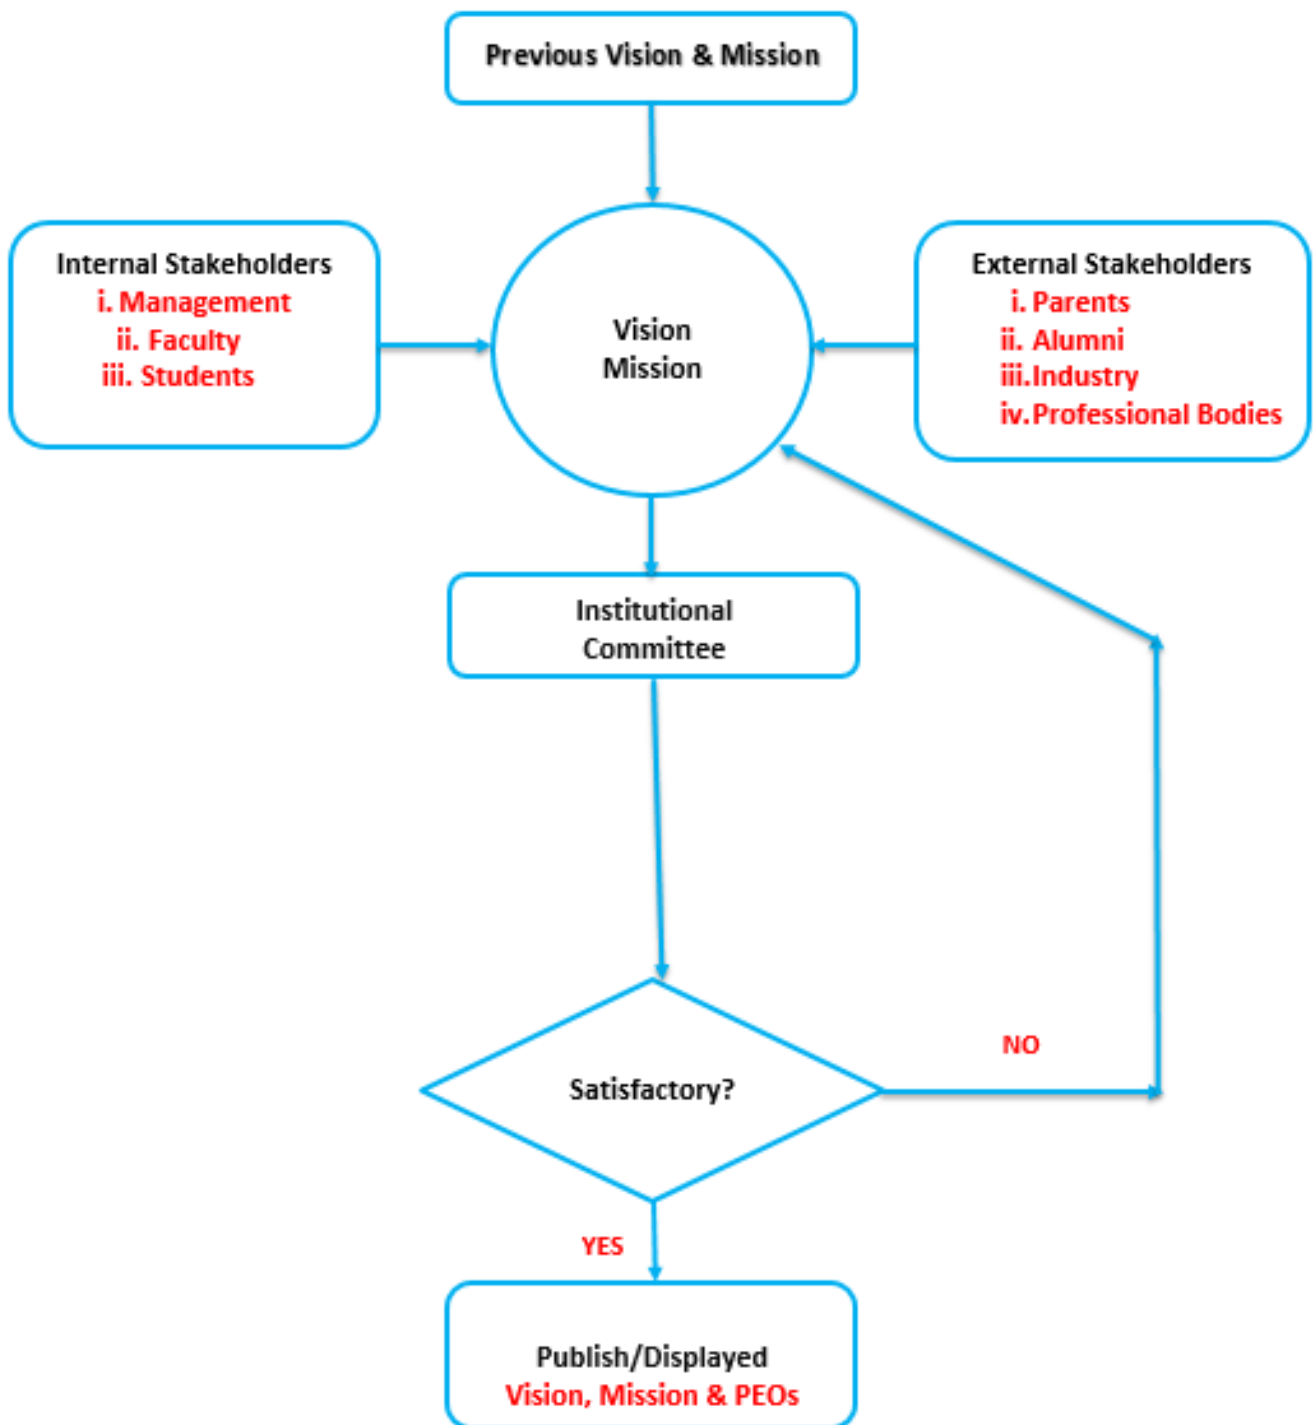 Previous Vision & Mission
Internal Stakeholders
i. Management
ii. Faculty
iii. Students
Vision
Mission
External Stakeholders
i. Parents
ii. Alumni
iii.Industry
iv.Professional Bodies
Institutional
Committee
Satisfactory?
NO
YES
Publish/Displayed
Vision, Mission & PEOs